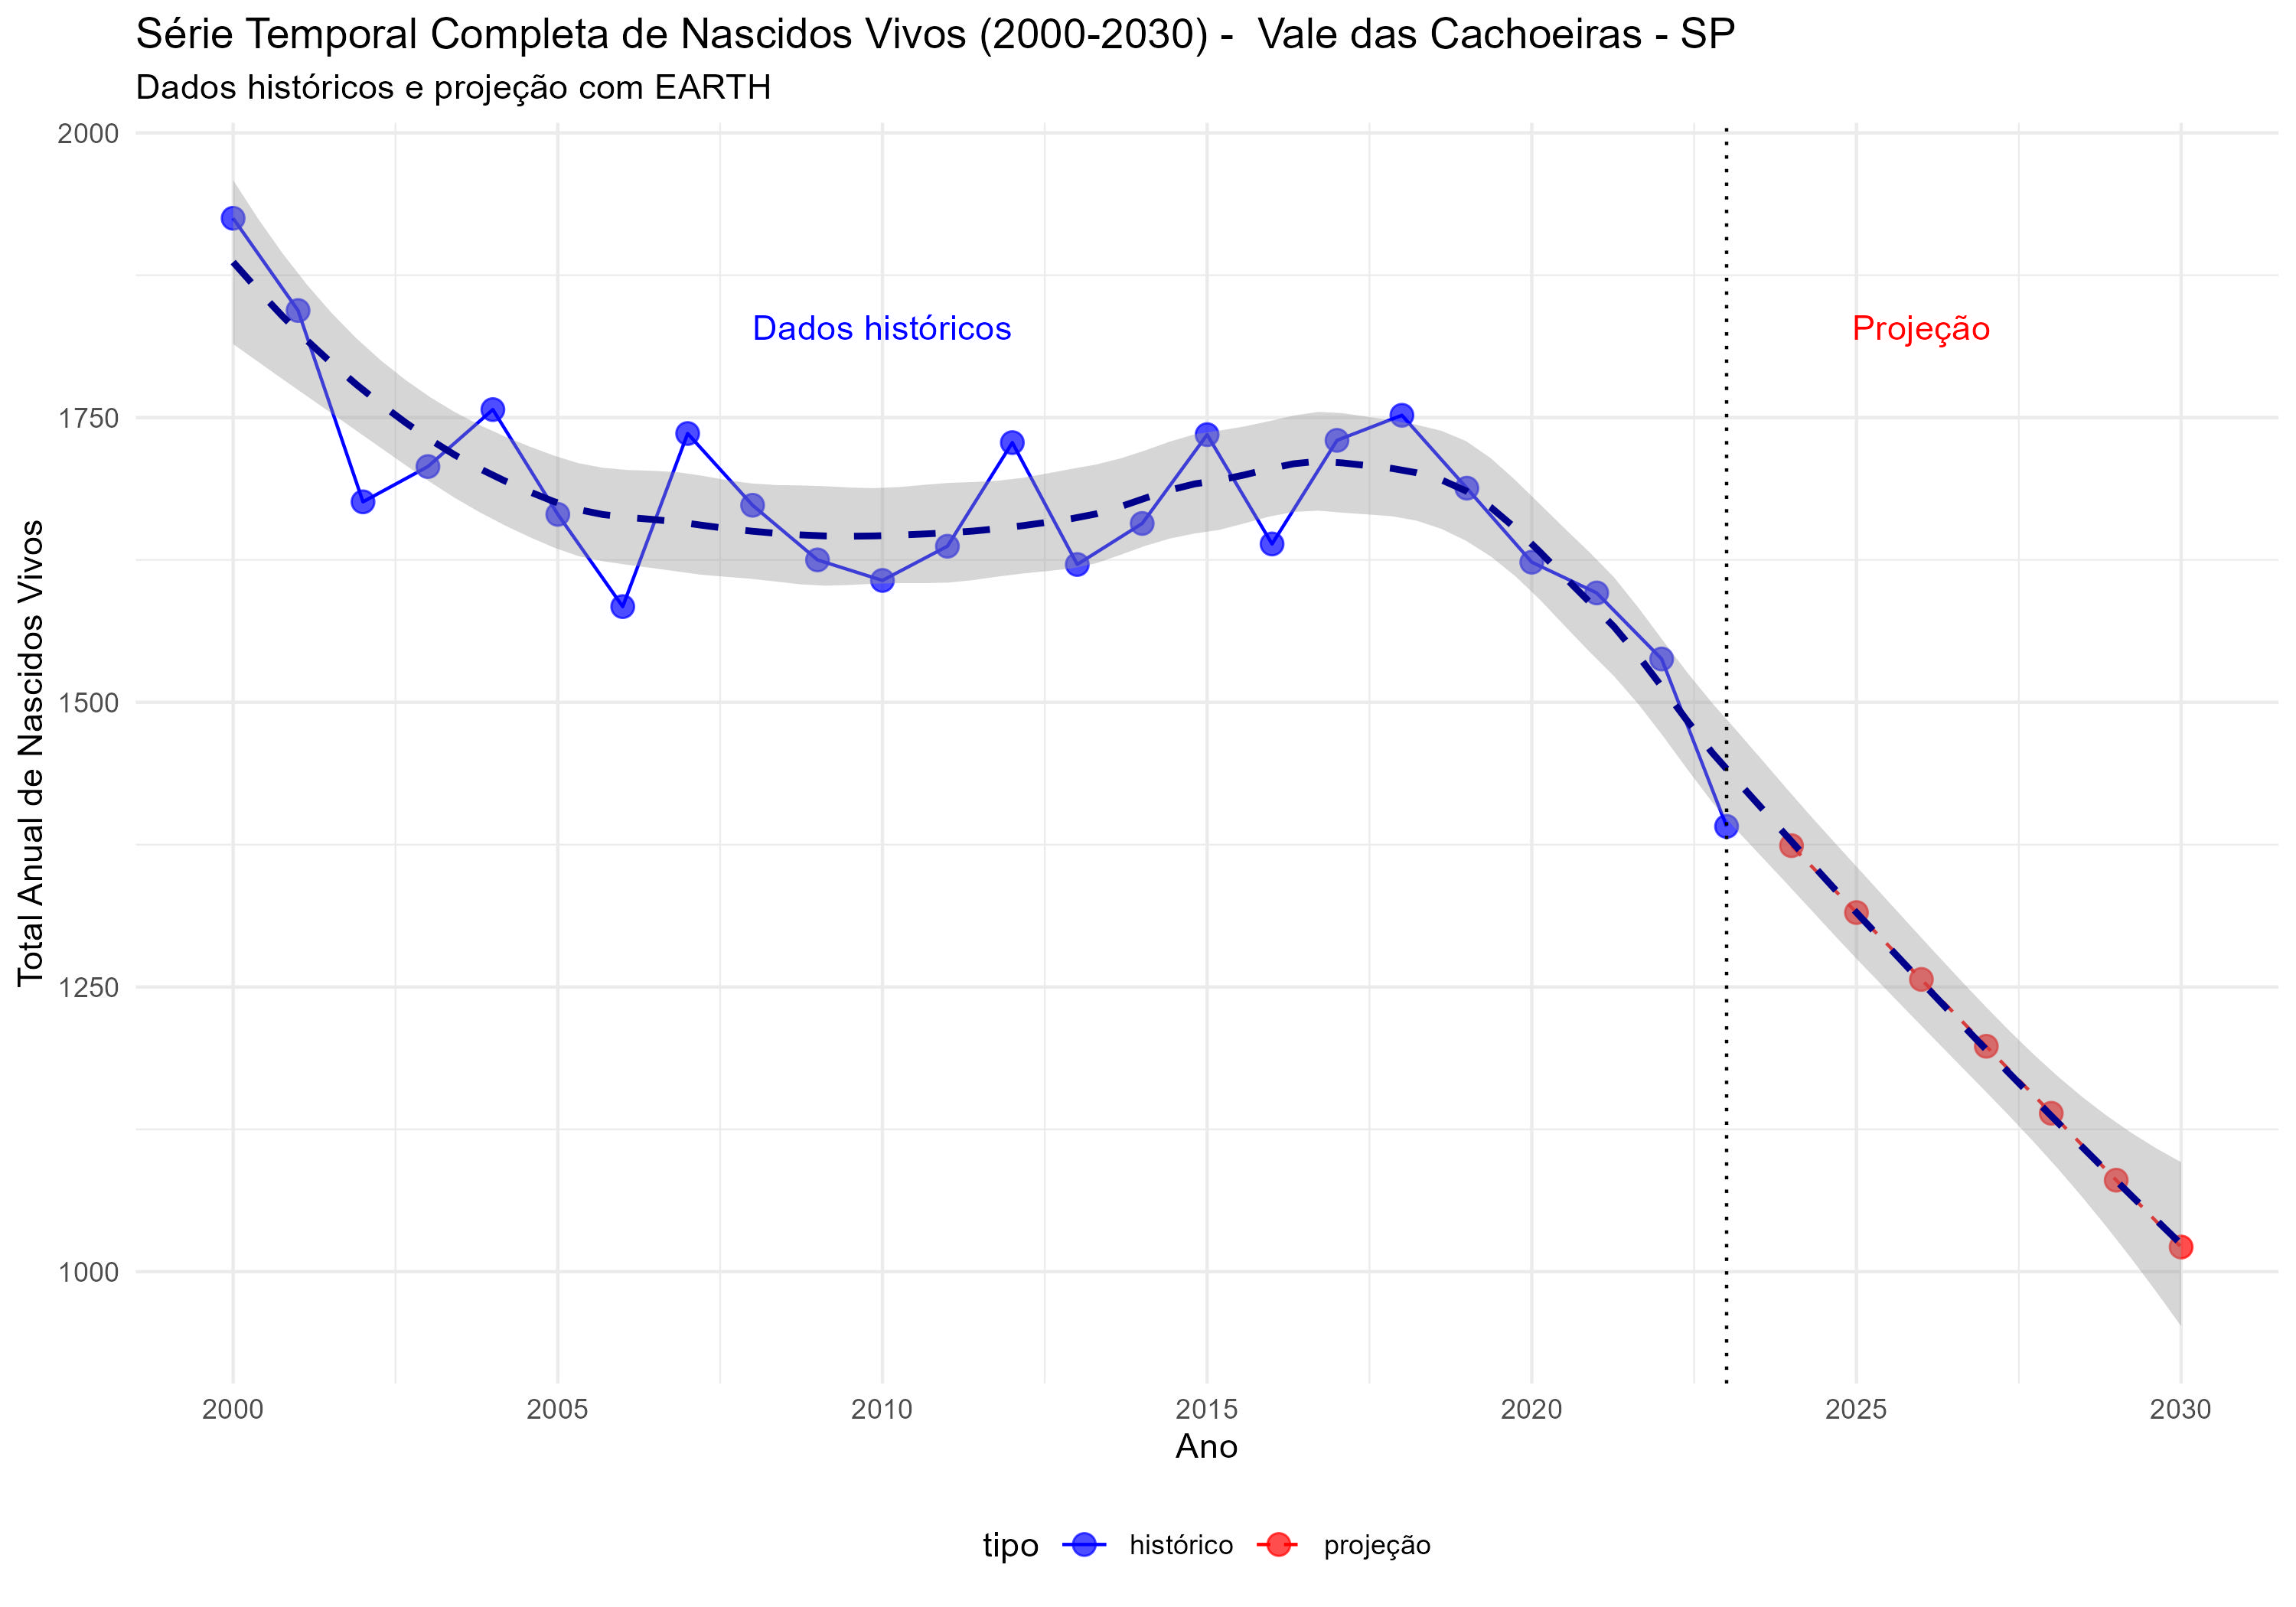 Série Temporal Completa de Nascidos Vivos (2000-2030) -  Vale das Cachoeiras - SP
Dados históricos e projeção com EARTH
Total Anual de Nascidos Vivos
2000
1750
1500
1250
1000
Dados históricos
Projeção
2000 2005 2010 2015 2020 2025 2030
Ano
tipo histórico projeção